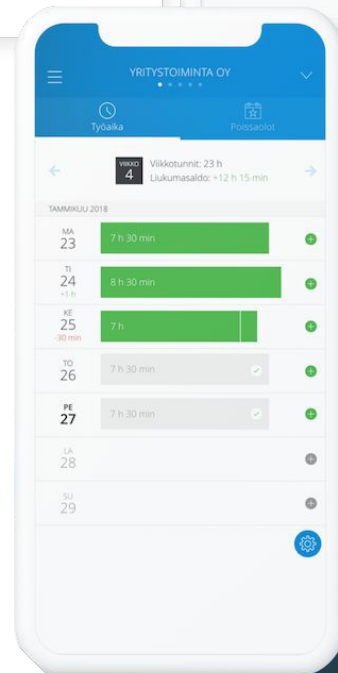 YRITYSTOIMINTA OY
Työaika
Poissaolot
VIIKKO
4
Viikkotunnit: 23 h
Liukumasaldo: +12 h 15 min
TAMMIKUU 2018
MA
23
7 h 30 min
TI
24
+1 h
8 h 30 min
KE
25
-30 min
7 h
TO
26
7 h 30 min
PE
27
7 h 30 min
LA
28
SU
29